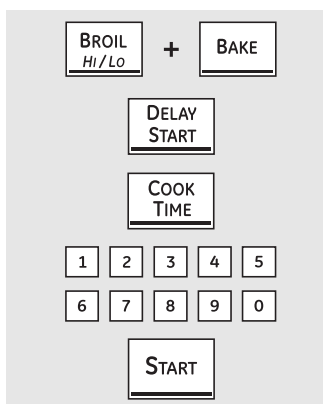 BROIL + BAKE
HI/LO
DELAY
START
COOK
TIME
1 2 3 4 5
6 7 8 9 0
START